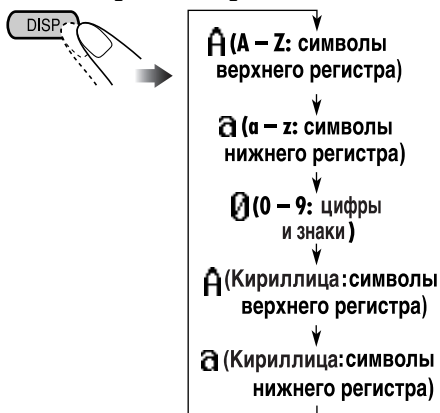 DISP
A (A – Z: символы
верхнего регистра)
a (a – z: символы
нижнего регистра)
0 (0 – 9: цифры
и знаки)
A (Кириллица: символы
верхнего регистра)
a (Кириллица: символы
нижнего регистра)